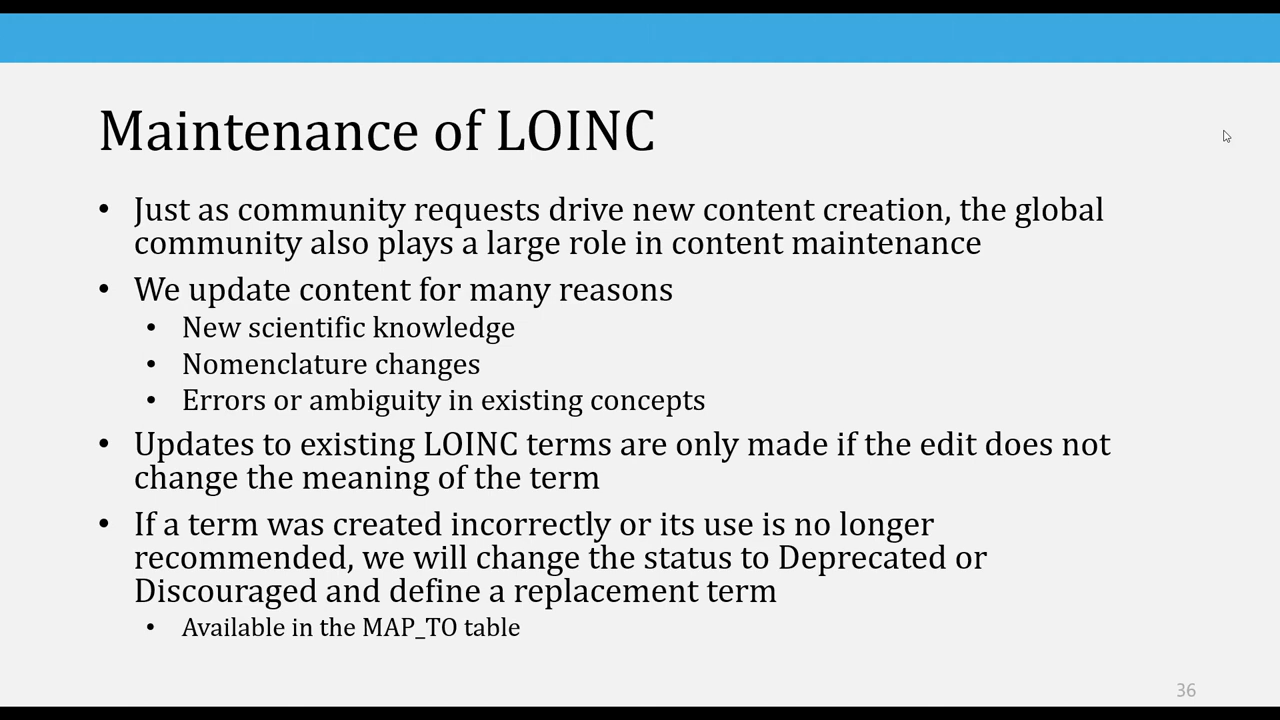 Maintenance of LOINC
• Just as community requests drive new content creation, the global
community also plays a large role in content maintenance
• We update content for many reasons
• New scientific knowledge
• Nomenclature changes
• Errors or ambiguity in existing concepts
• Updates to existing LOINC terms are only made if the edit does not
change the meaning of the term
• If a term was created incorrectly or its use is no longer
recommended, we will change the status to Deprecated or
Discouraged and define a replacement term
• Available in the MAP_TO table
36